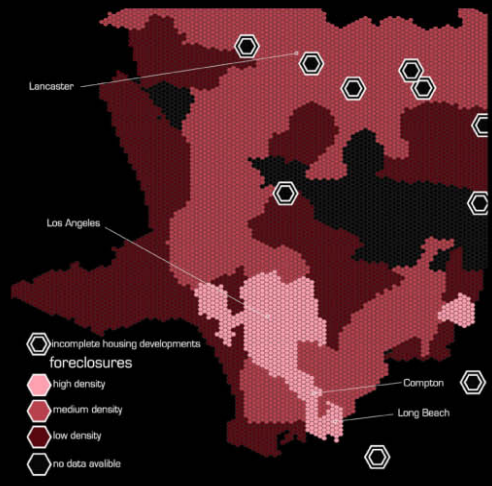 Lancaster
Los Angeles
incomplete housing developments
foreclosures
high density
medium density
low density
no data avalible
Compton
Long Beach